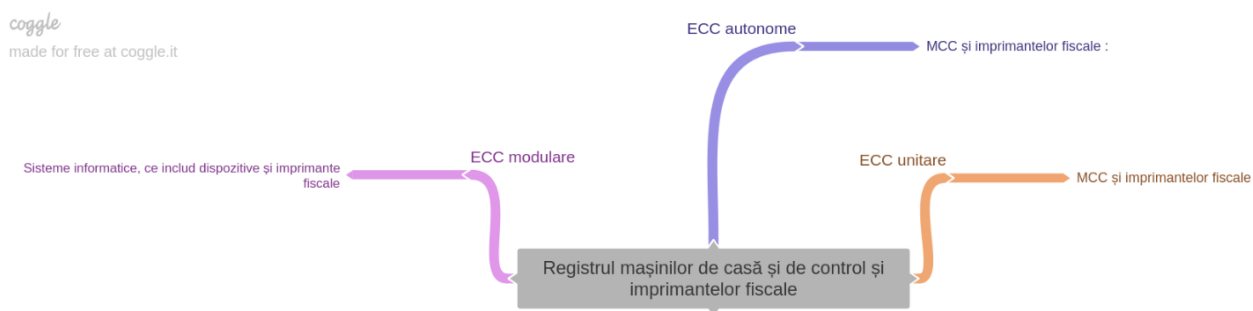 coggle
made for free at coggle.it
ECC autonome
MCC și imprimantelor fiscale :
Sisteme informatice, ce includ dispozitive și imprimante
fiscale
ECC modulare
ECC unitare
MCC și imprimantelor fiscale
Registrul mașinilor de casă și de control și
imprimantelor fiscale